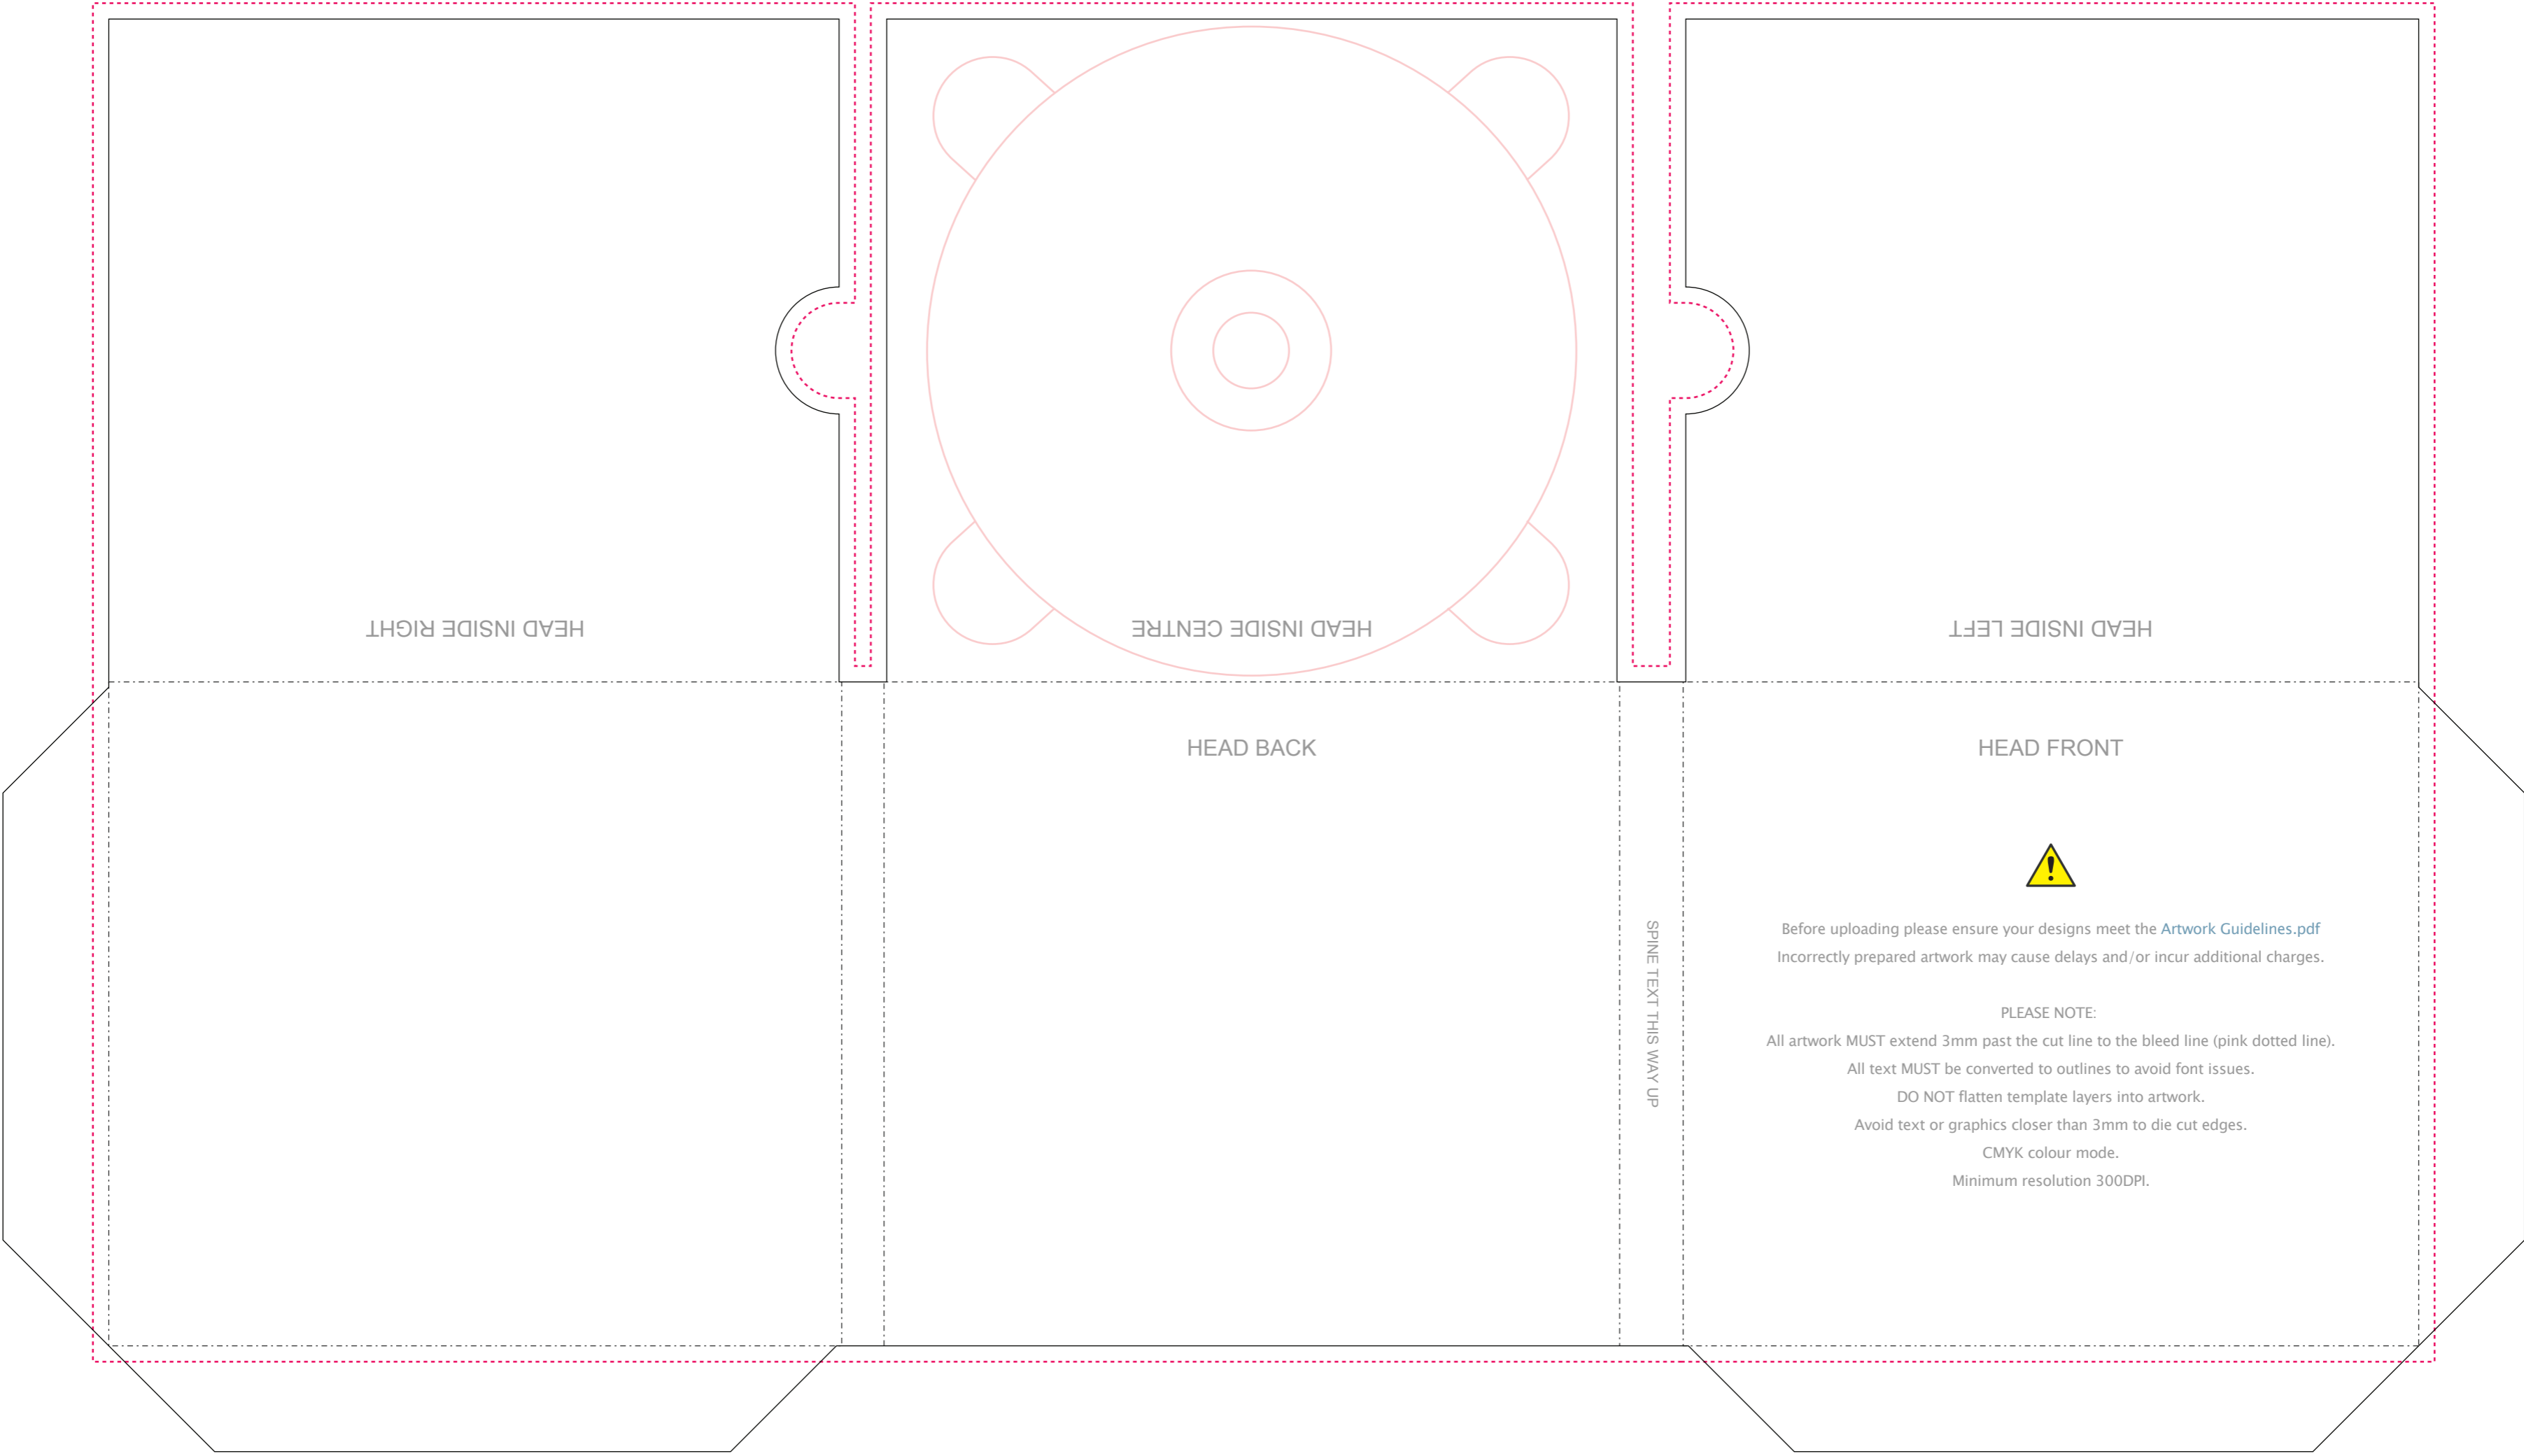 HEAD INSIDE RIGHT
HEAD INSIDE CENTRE
HEAD INSIDE LEFT
HEAD BACK
HEAD FRONT
SPINE TEXT THIS WAY UP
Before uploading please ensure your designs meet the Artwork Guidelines.pdf
Incorrectly prepared artwork may cause delays and/or incur additional charges.
PLEASE NOTE:
All artwork MUST extend 3mm past the cut line to the bleed line (pink dotted line).
All text MUST be converted to outlines to avoid font issues.
DO NOT flatten template layers into artwork.
Avoid text or graphics closer than 3mm to die cut edges.
CMYK colour mode.
Minimum resolution 300DPI.